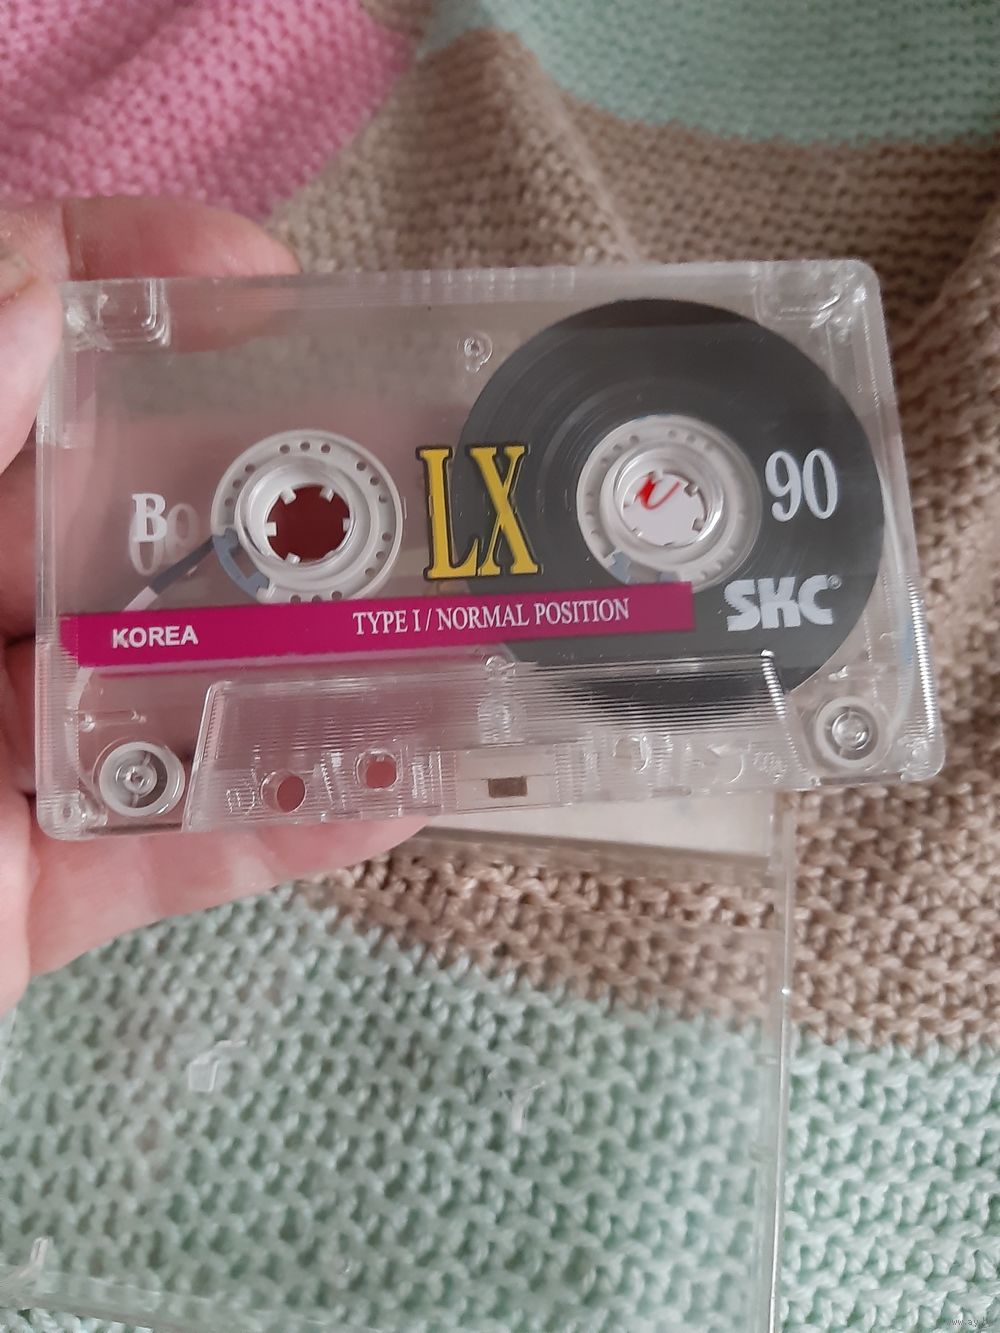 B
LX
90
SKC®
KOREA
TYPE I / NORMAL POSITION